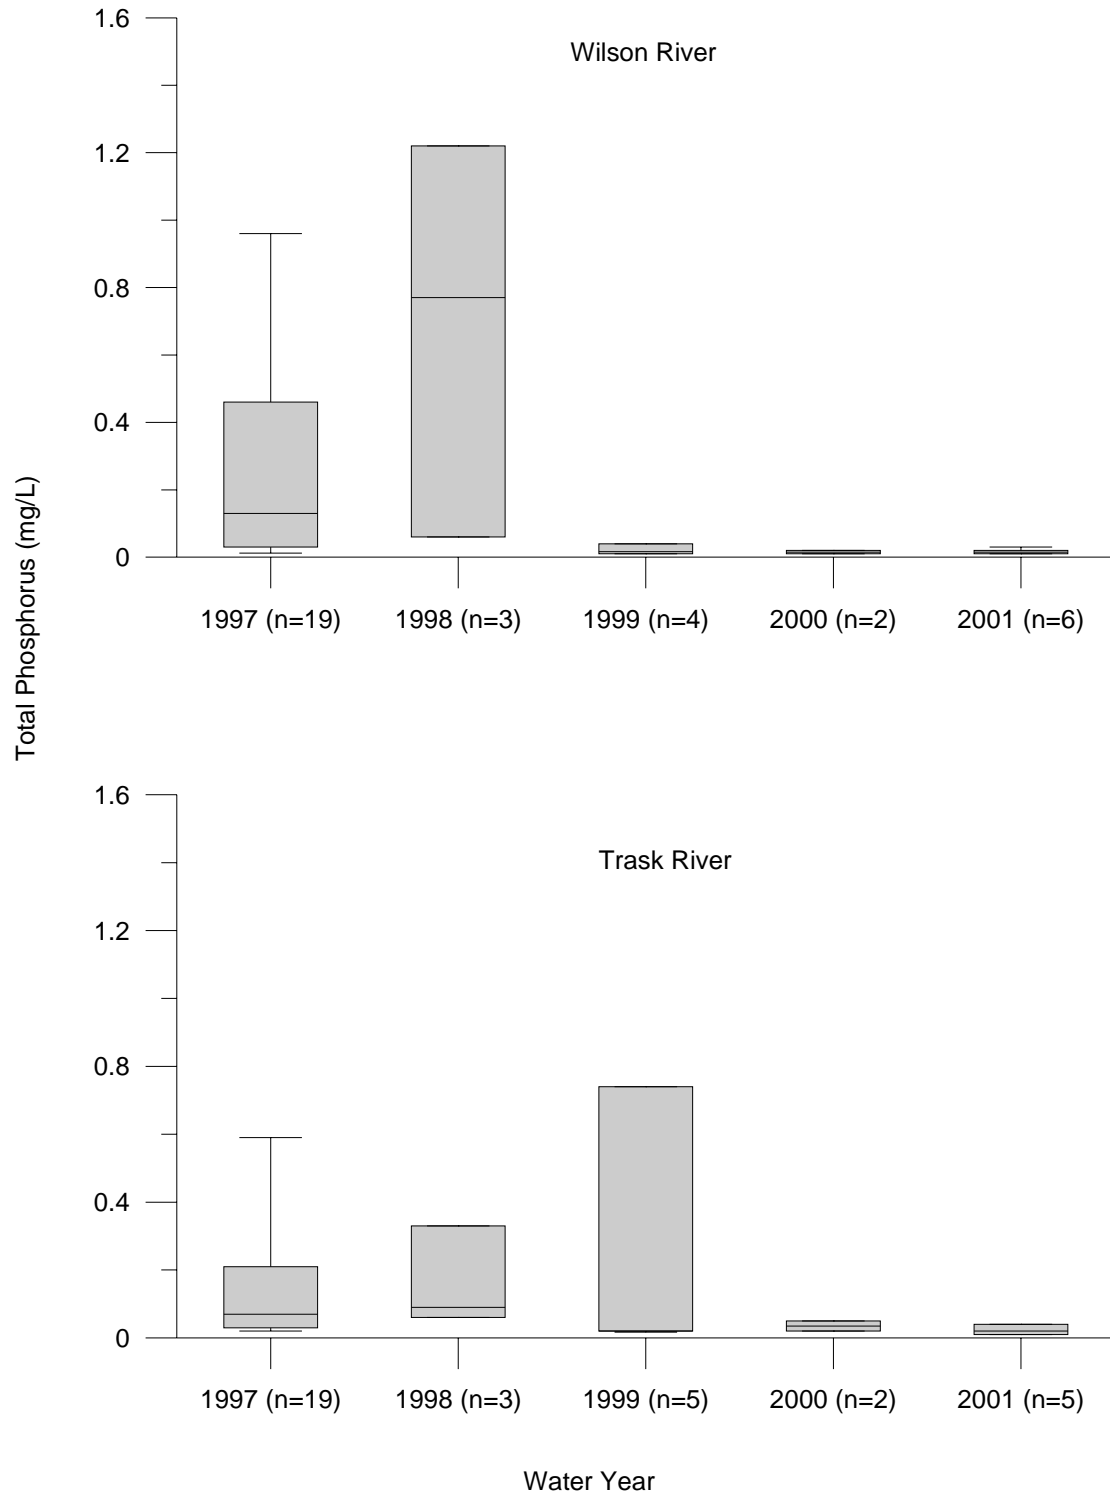 Total Phosphorus (mg/L)
Wilson River
1.6
1.2
0.8
0.4
0
1997 (n=19) 1998 (n=3) 1999 (n=4) 2000 (n=2) 2001 (n=6)
Trask River
1.6
1.2
0.8
0.4
0
1997 (n=19) 1998 (n=3) 1999 (n=5) 2000 (n=2) 2001 (n=5)
Water Year